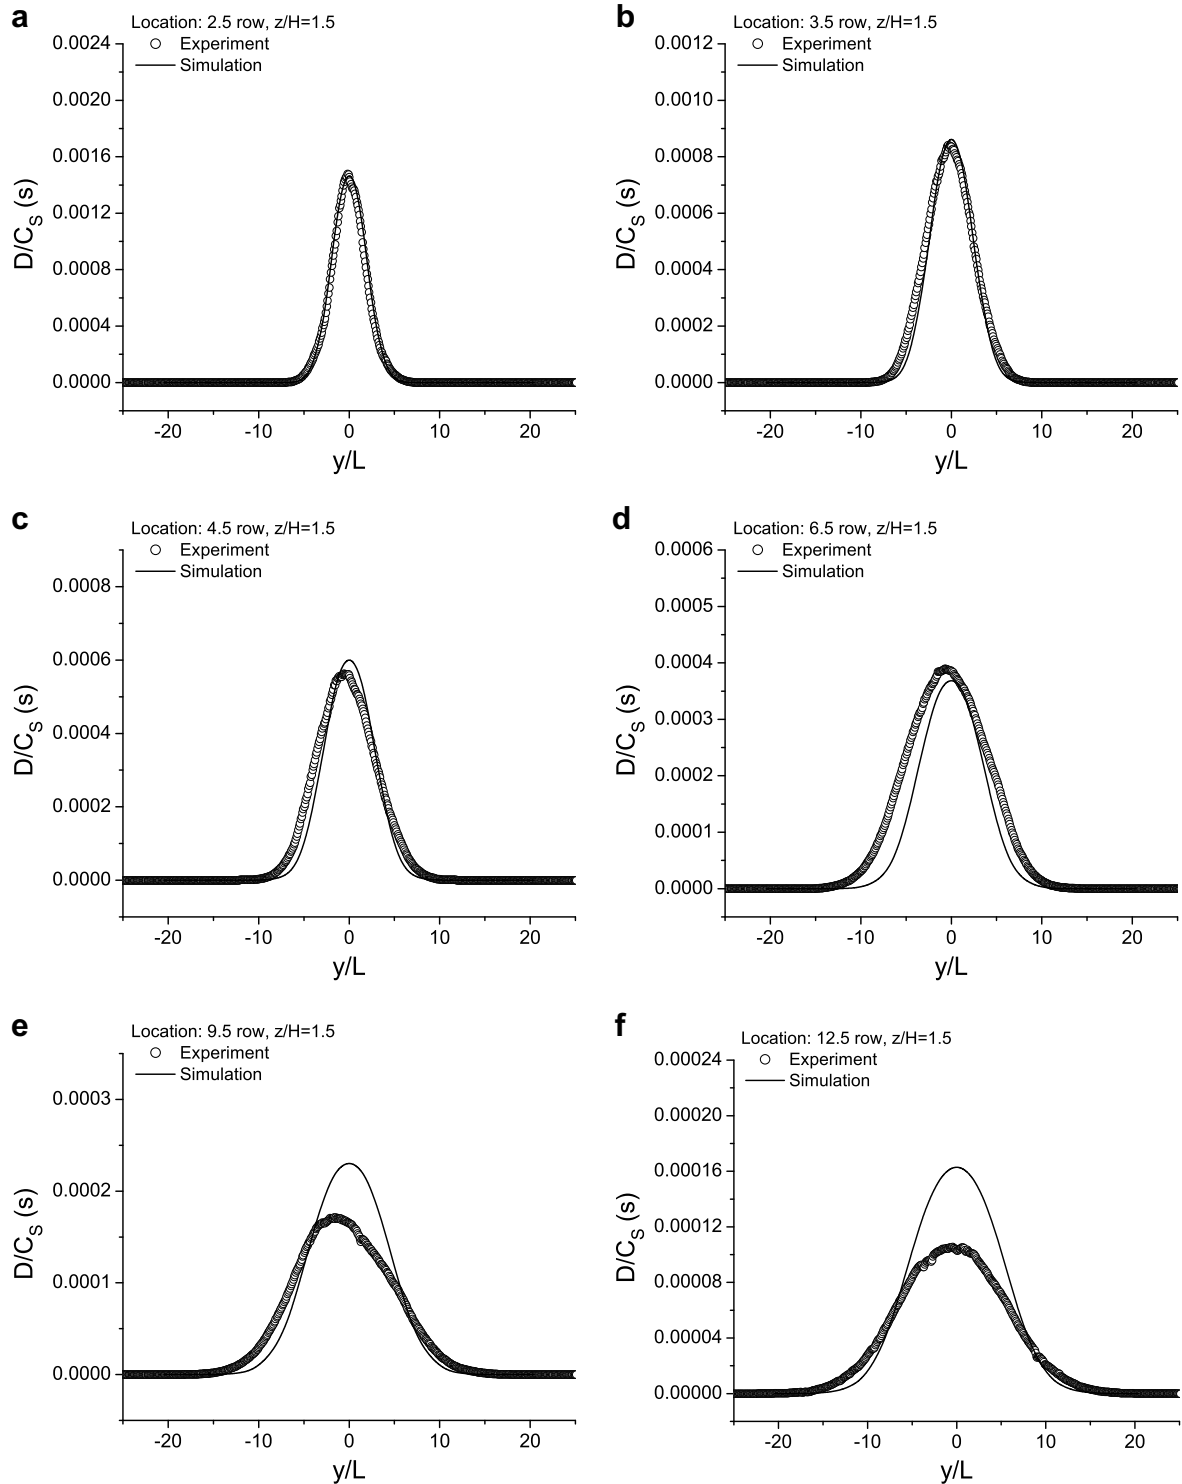 a
Location: 2.5 row, z/H=1.5
Experiment
Simulation
0.0024
0.0020
0.0016
0.0012
0.0008
0.0004
0.0000
D/C_S (s)
-20 -10 0 10 20
y/L
b
Location: 3.5 row, z/H=1.5
Experiment
Simulation
0.0012
0.0010
0.0008
0.0006
0.0004
0.0002
0.0000
D/C_S (s)
-20 -10 0 10 20
y/L
c
Location: 4.5 row, z/H=1.5
Experiment
Simulation
0.0008
0.0006
0.0004
0.0002
0.0000
D/C_S (s)
-20 -10 0 10 20
y/L
d
Location: 6.5 row, z/H=1.5
Experiment
Simulation
0.0006
0.0005
0.0004
0.0003
0.0002
0.0001
0.0000
D/C_S (s)
-20 -10 0 10 20
y/L
e
Location: 9.5 row, z/H=1.5
Experiment
Simulation
0.0003
0.0002
0.0001
0.0000
D/C_S (s)
-20 -10 0 10 20
y/L
f
Location: 12.5 row, z/H=1.5
Experiment
Simulation
0.00024
0.00020
0.00016
0.00012
0.00008
0.00004
0.00000
D/C_S (s)
-20 -10 0 10 20
y/L